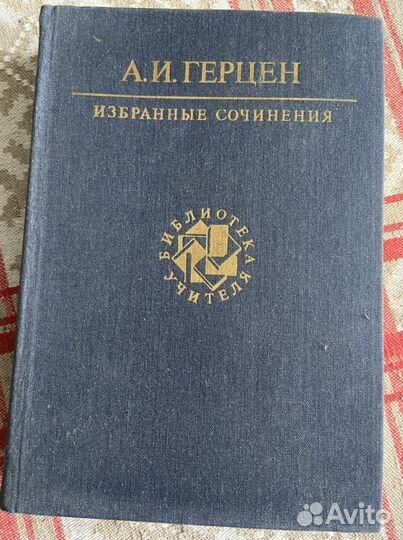 А.И. ГЕРЦЕН
ИЗБРАННЫЕ СОЧИНЕНИЯ
БИБЛИОТЕКА
УЧИТЕЛЯ
Avito